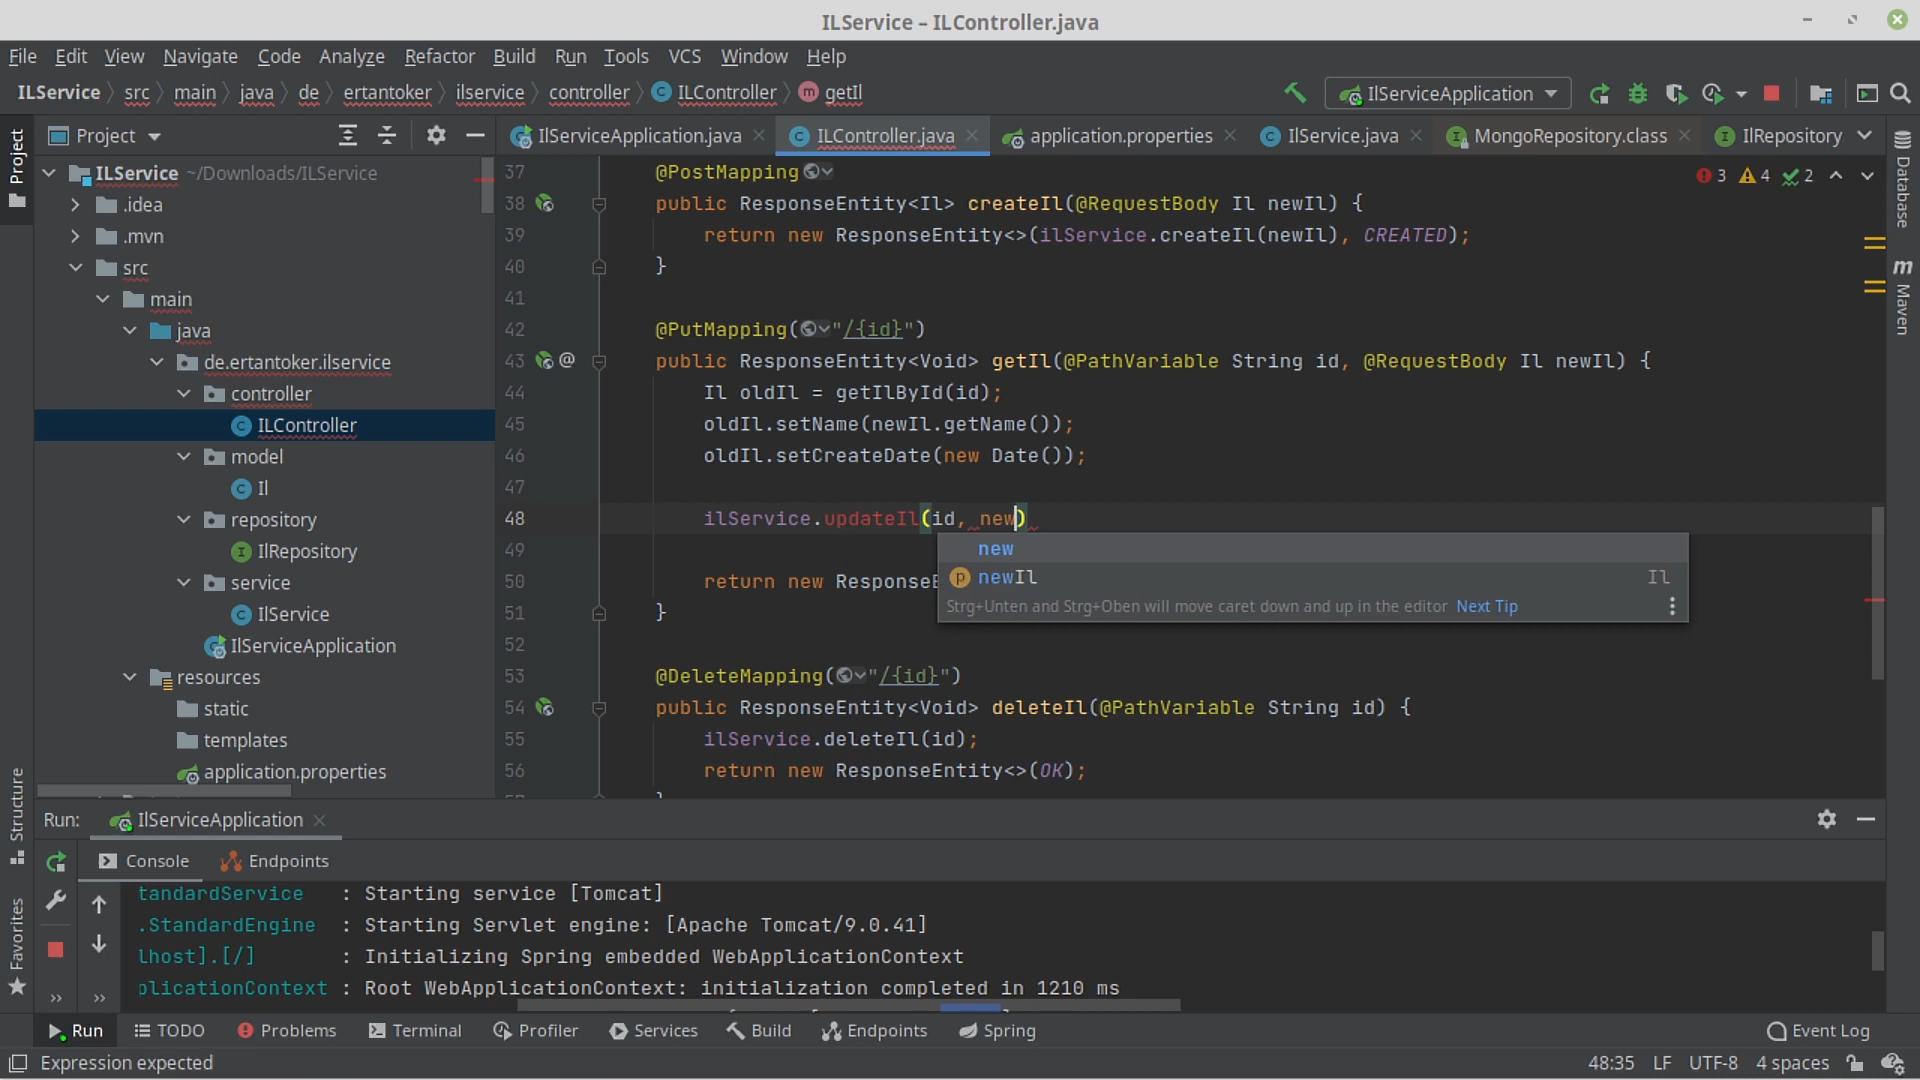 ILService – ILController.java
File Edit View Navigate Code Analyze Refactor Build Run Tools VCS Window Help
ILService src main java de ertantoker ilservice controller ILController getIl IlServiceApplication
Project
IlServiceApplication.java ILController.java application.properties IlService.java MongoRepository.class IlRepository
ILService ~/Downloads/ILService
.idea
.mvn
src
main
java
de.ertantoker.ilservice
controller
ILController
model
Il
repository
IlRepository
service
IlService
IlServiceApplication
resources
static
templates
application.properties
3 4 2
37 @PostMapping
38 public ResponseEntity<Il> createIl(@RequestBody Il newIl) {
39 return new ResponseEntity<>(ilService.createIl(newIl), CREATED);
40 }
41
42 @PutMapping("/{id}")
43 @ public ResponseEntity<Void> getIl(@PathVariable String id, @RequestBody Il newIl) {
44 Il oldIl = getIlById(id);
45 oldIl.setName(newIl.getName());
46 oldIl.setCreateDate(new Date());
47
48 ilService.updateIl(id, new)
49
50 return new Response
51 }
52
53 @DeleteMapping("/{id}")
54 public ResponseEntity<Void> deleteIl(@PathVariable String id) {
55 ilService.deleteIl(id);
56 return new ResponseEntity<>(OK);
new
p newIl Il
Strg+Unten and Strg+Oben will move caret down and up in the editor Next Tip
Project
Structure
Favorites
Database
m Maven
Run: IlServiceApplication
Console Endpoints
tandardService : Starting service [Tomcat]
.StandardEngine : Starting Servlet engine: [Apache Tomcat/9.0.41]
lhost].[/] : Initializing Spring embedded WebApplicationContext
plicationContext : Root WebApplicationContext: initialization completed in 1210 ms
Run TODO Problems Terminal Profiler Services Build Endpoints Spring Event Log
Expression expected 48:35 LF UTF-8 4 spaces